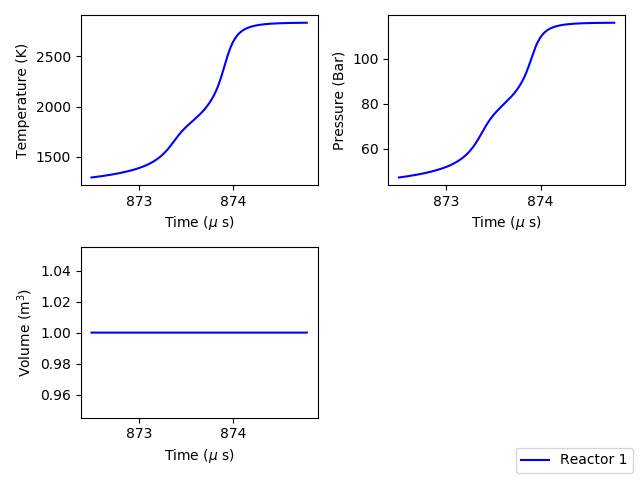 Temperature (K)
2500
2000
1500
873
874
Time (μ s)
Pressure (Bar)
100
80
60
873
874
Time (μ s)
Volume (m³)
1.04
1.02
1.00
0.98
0.96
873
874
Time (μ s)
Reactor 1